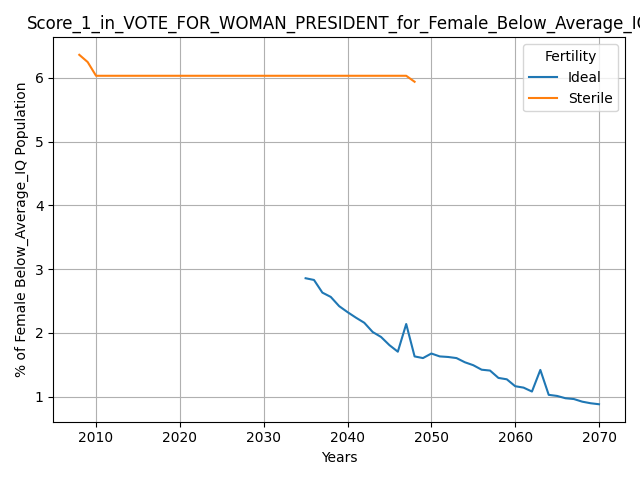 Score_1_in_VOTE_FOR_WOMAN_PRESIDENT_for_Female_Below_Average_IQ
Fertility
Ideal
Sterile
% of Female Below_Average_IQ Population
6
5
4
3
2
1
2010 2020 2030 2040 2050 2060 2070
Years